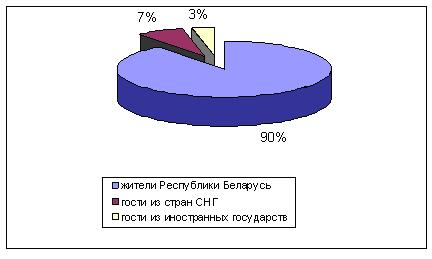 7%
3%
90%
жители Республики Беларусь
гости из стран СНГ
гости из иностранных государств